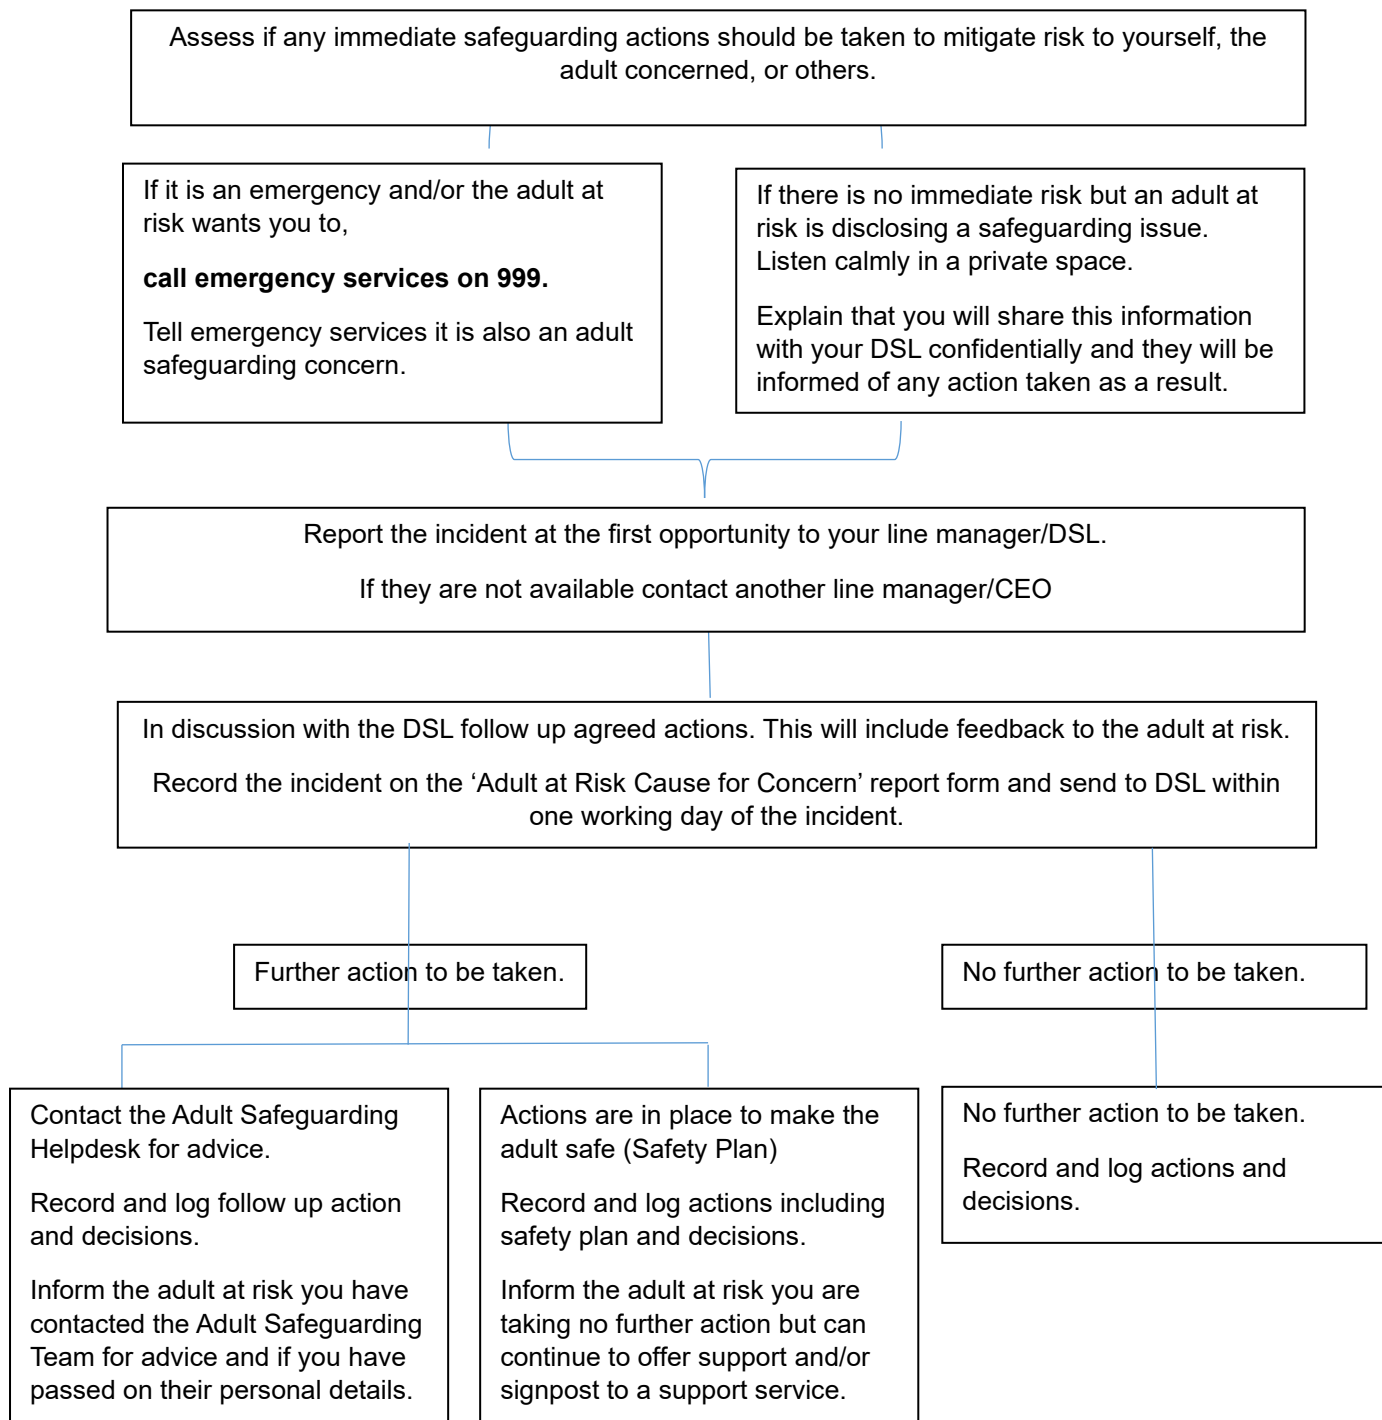 Assess if any immediate safeguarding actions should be taken to mitigate risk to yourself, the
adult concerned, or others.
If it is an emergency and/or the adult at
risk wants you to,
call emergency services on 999.
Tell emergency services it is also an adult
safeguarding concern.
If there is no immediate risk but an adult at
risk is disclosing a safeguarding issue.
Listen calmly in a private space.
Explain that you will share this information
with your DSL confidentially and they will be
informed of any action taken as a result.
Report the incident at the first opportunity to your line manager/DSL.
If they are not available contact another line manager/CEO
In discussion with the DSL follow up agreed actions. This will include feedback to the adult at risk.
Record the incident on the ‘Adult at Risk Cause for Concern’ report form and send to DSL within
one working day of the incident.
Further action to be taken.
No further action to be taken.
Contact the Adult Safeguarding
Helpdesk for advice.
Record and log follow up action
and decisions.
Inform the adult at risk you have
contacted the Adult Safeguarding
Team for advice and if you have
passed on their personal details.
Actions are in place to make the
adult safe (Safety Plan)
Record and log actions including
safety plan and decisions.
Inform the adult at risk you are
taking no further action but can
continue to offer support and/or
signpost to a support service.
No further action to be taken.
Record and log actions and
decisions.